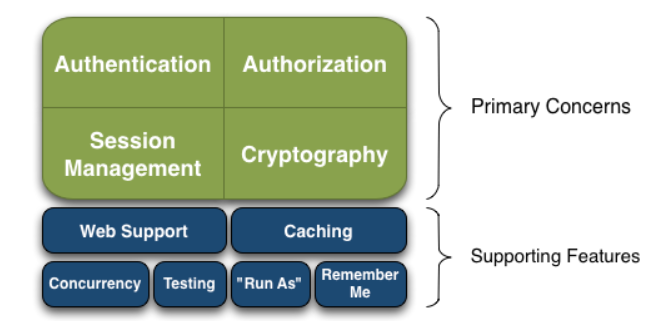 Authentication
Authorization
Session
Management
Cryptography
Primary Concerns
Web Support
Caching
Concurrency
Testing
"Run As"
Remember
Me
Supporting Features